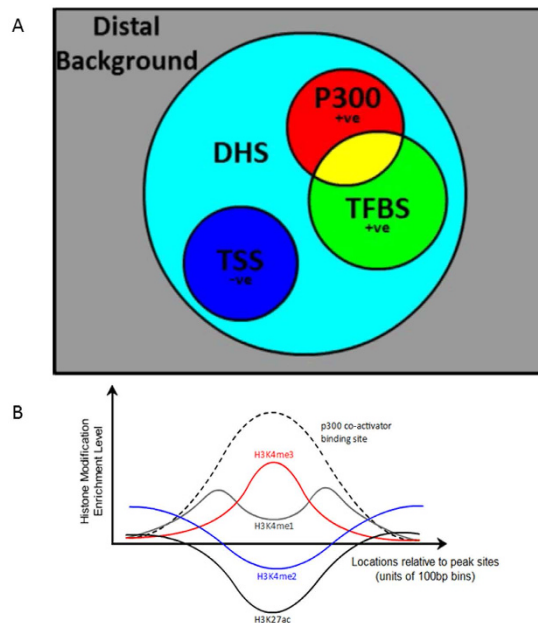 A
Distal
Background
P300
+ve
DHS
TFBS
+ve
TSS
-ve
B
Histone Modification
Enrichment Level
p300 co-activator
binding site
H3K4me3
H3K4me1
H3K4me2
H3K27ac
Locations relative to peak sites
(units of 100bp bins)